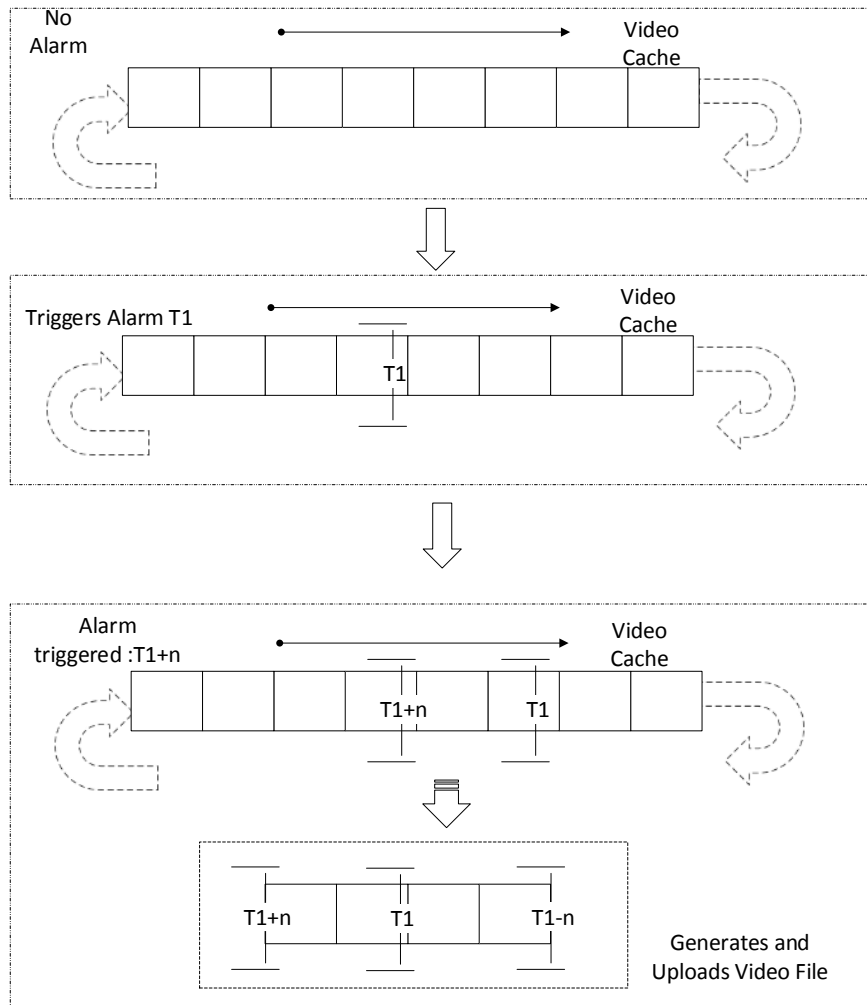 No
Alarm
Video
Cache
Triggers Alarm T1
Video
Cache
T1
Alarm
triggered :T1+n
Video
Cache
T1+n
T1
T1+n
T1
T1-n
Generates and
Uploads Video File